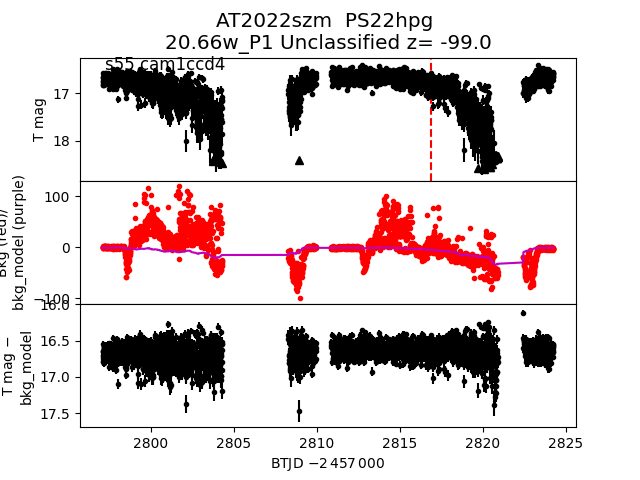 AT2022szm PS22hpg
20.66w_P1 Unclassified z= -99.0
s55 cam1ccd4
T mag
17
18
Bkg (red)/
bkg_model (purple)
100
0
−100
T mag −
bkg_model
16.0
16.5
17.0
17.5
2800
2805
2810
2815
2820
2825
BTJD −2 457 000